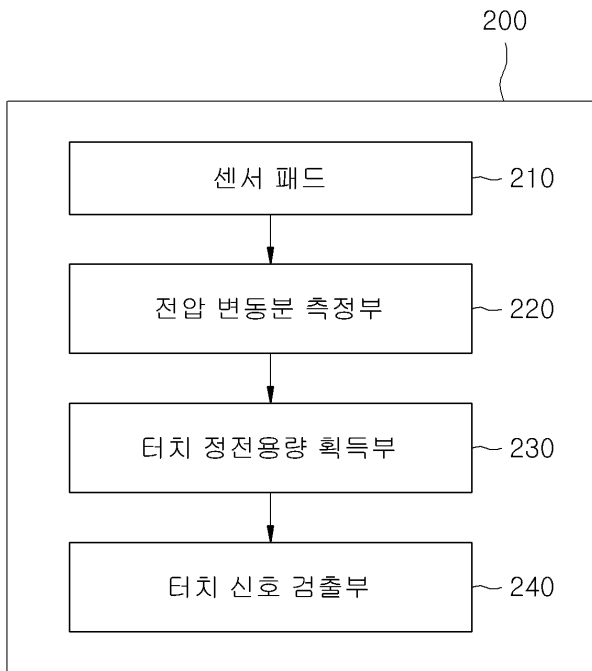 200
센서 패드
210
전압 변동분 측정부
220
터치 정전용량 획득부
230
터치 신호 검출부
240